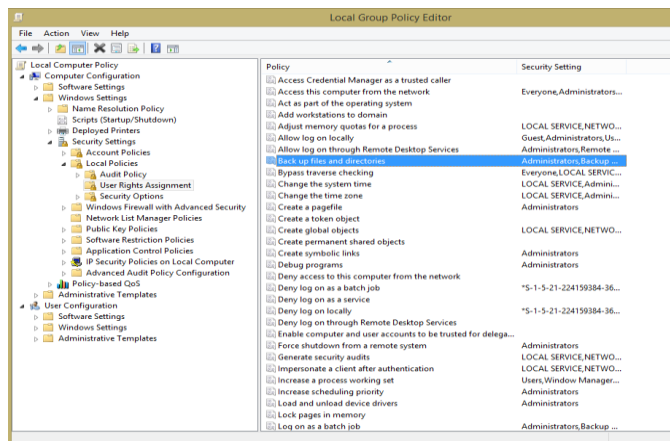 Local Group Policy Editor
File Action View Help
Local Computer Policy
Computer Configuration
Software Settings
Windows Settings
Name Resolution Policy
Scripts (Startup/Shutdown)
Deployed Printers
Security Settings
Account Policies
Local Policies
Audit Policy
User Rights Assignment
Security Options
Windows Firewall with Advanced Security
Network List Manager Policies
Public Key Policies
Software Restriction Policies
Application Control Policies
IP Security Policies on Local Computer
Advanced Audit Policy Configuration
Policy-based QoS
Administrative Templates
User Configuration
Software Settings
Windows Settings
Administrative Templates
Policy Security Setting
Access Credential Manager as a trusted caller
Access this computer from the network Everyone,Administrators...
Act as part of the operating system
Add workstations to domain
Adjust memory quotas for a process LOCAL SERVICE,NETWO...
Allow log on locally Guest,Administrators,Us...
Allow log on through Remote Desktop Services Administrators,Remote ...
Back up files and directories Administrators,Backup ...
Bypass traverse checking Everyone,LOCAL SERVIC...
Change the system time LOCAL SERVICE,Admini...
Change the time zone LOCAL SERVICE,Admini...
Create a pagefile Administrators
Create a token object
Create global objects LOCAL SERVICE,NETWO...
Create permanent shared objects
Create symbolic links Administrators
Debug programs Administrators
Deny access to this computer from the network
Deny log on as a batch job *S-1-5-21-224159384-36...
Deny log on as a service
Deny log on locally *S-1-5-21-224159384-36...
Deny log on through Remote Desktop Services
Enable computer and user accounts to be trusted for delega...
Force shutdown from a remote system Administrators
Generate security audits LOCAL SERVICE,NETWO...
Impersonate a client after authentication LOCAL SERVICE,NETWO...
Increase a process working set Users,Window Manager...
Increase scheduling priority Administrators
Load and unload device drivers Administrators
Lock pages in memory
Log on as a batch job Administrators,Backup ...